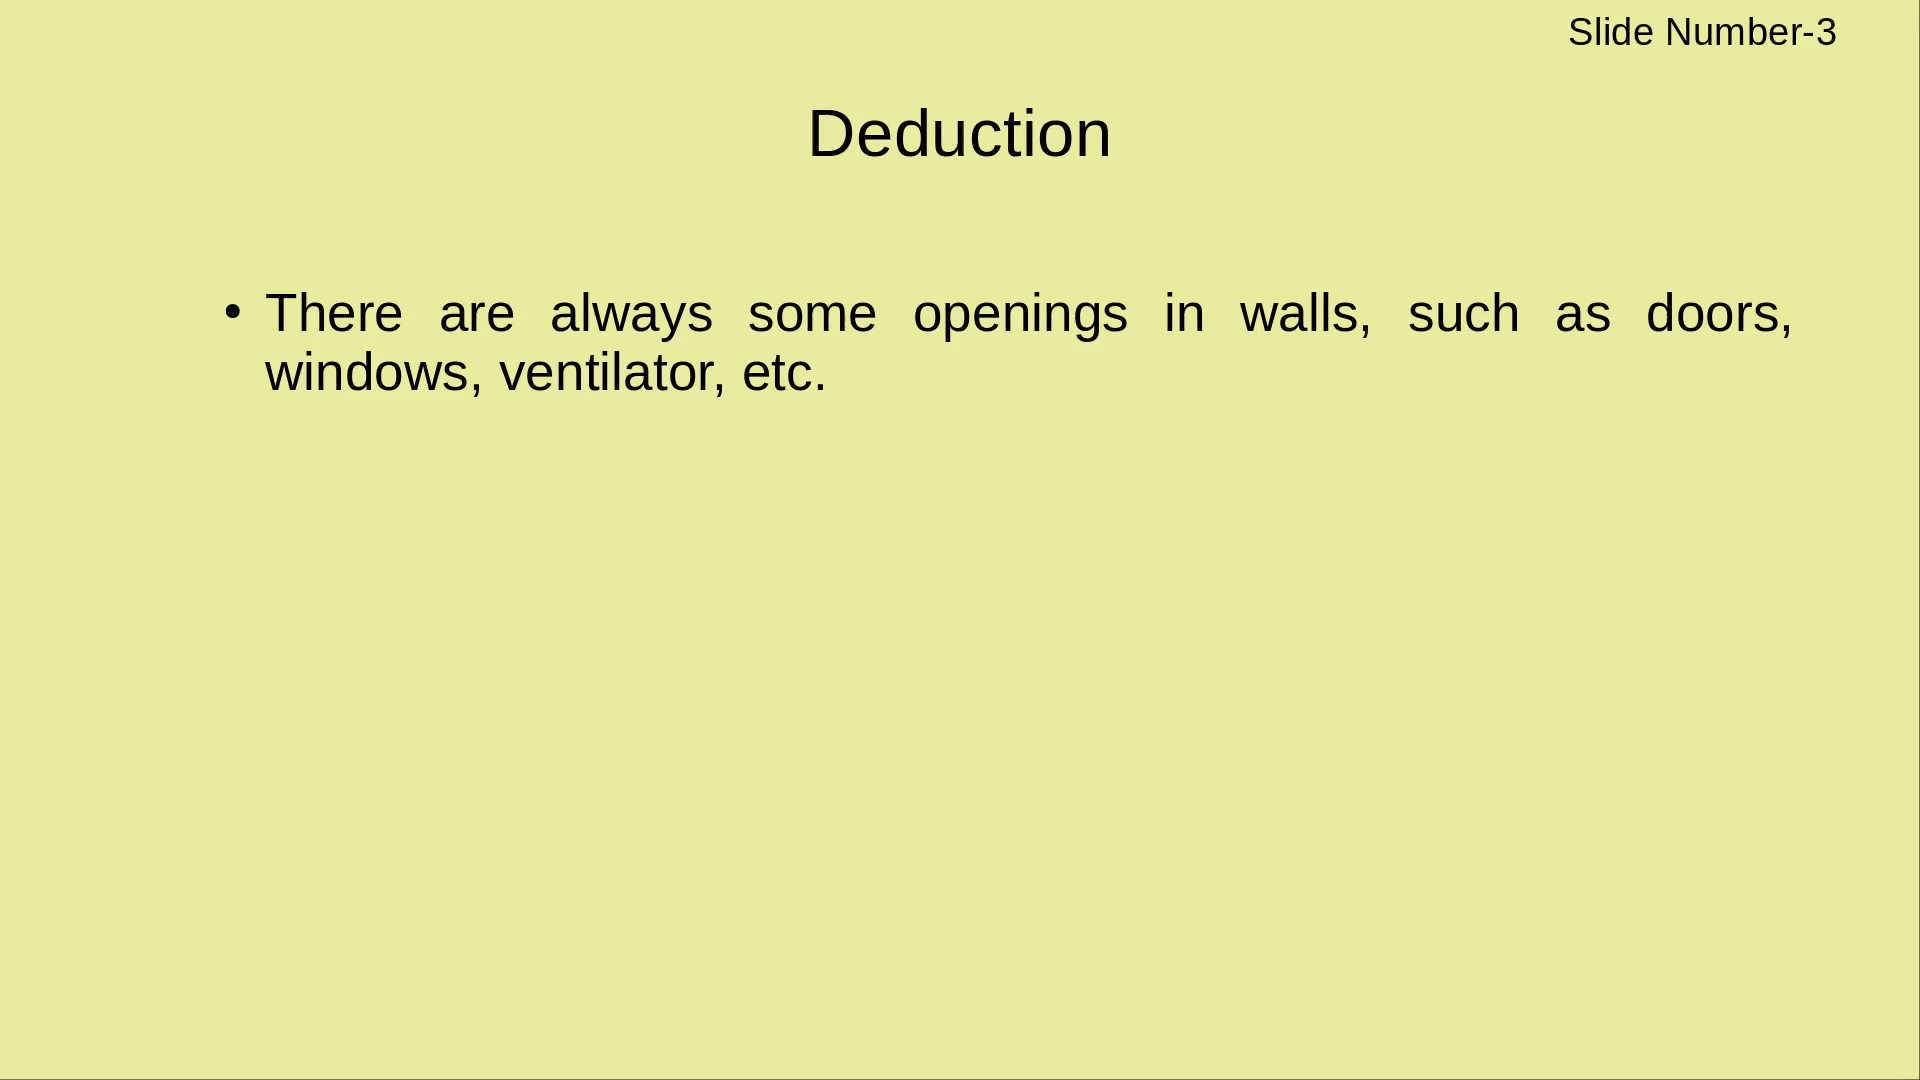 Slide Number-3
Deduction
• There are always some openings in walls, such as doors,
windows, ventilator, etc.